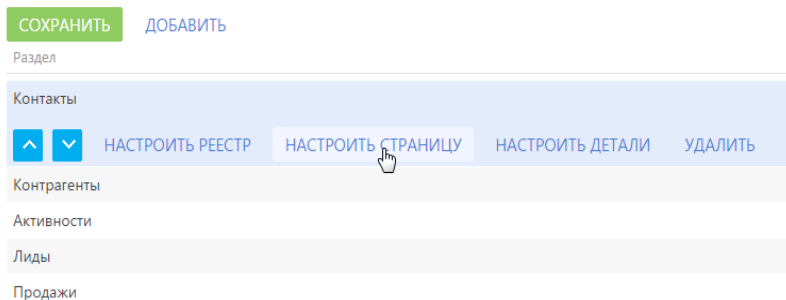 СОХРАНИТЬ ДОБАВИТЬ
Раздел
Контакты
НАСТРОИТЬ РЕЕСТР НАСТРОИТЬ СТРАНИЦУ НАСТРОИТЬ ДЕТАЛИ УДАЛИТЬ
Контрагенты
Активности
Лиды
Продажи